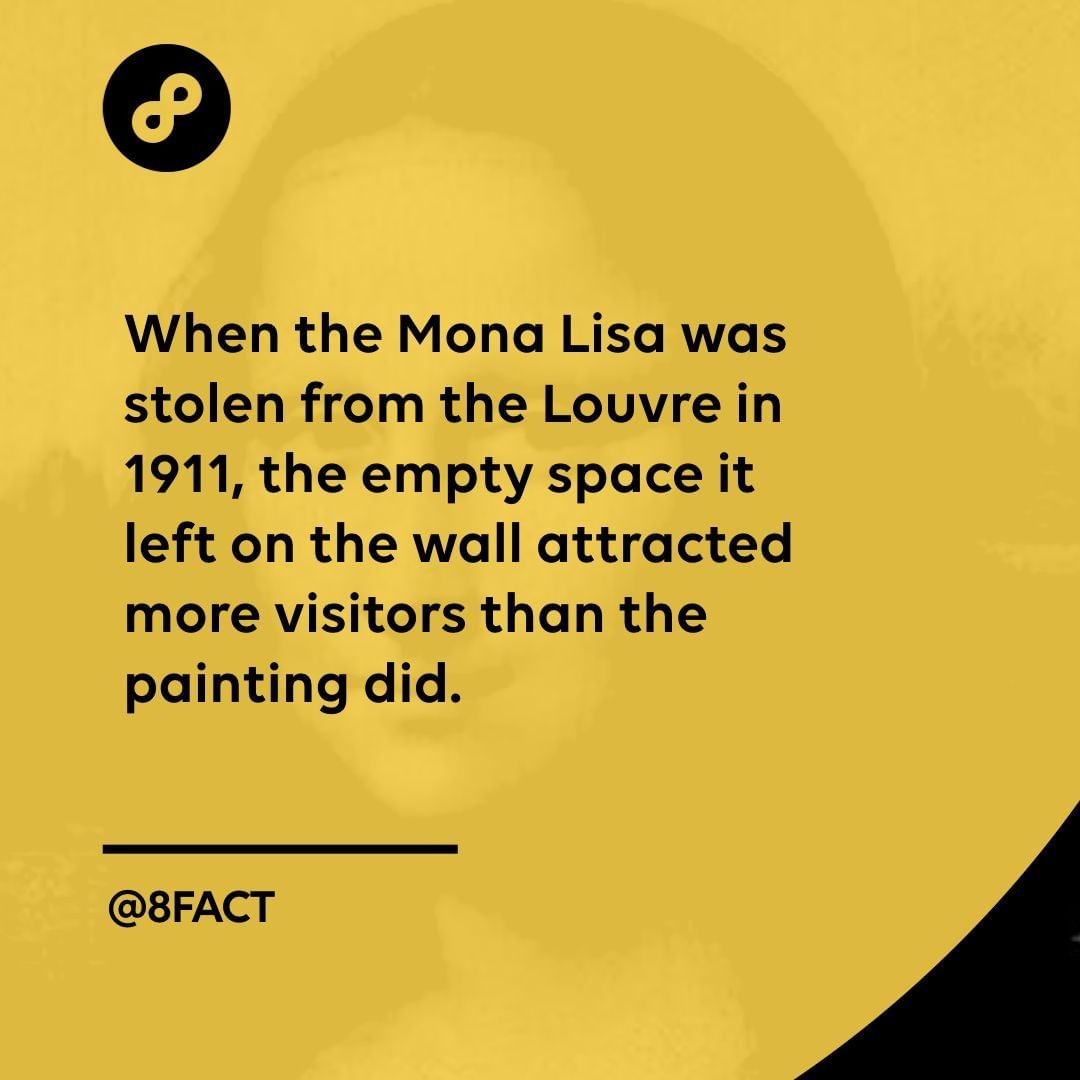 When the Mona Lisa was
stolen from the Louvre in
1911, the empty space it
left on the wall attracted
more visitors than the
painting did.
@8FACT